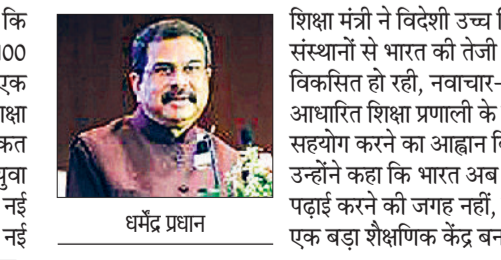 कि
100
एक
क्षा
कत
युवा
नई
नई
धर्मेंद्र प्रधान
शिक्षा मंत्री ने विदेशी उच्च
संस्थानों से भारत की तेजी
विकसित हो रही, नवाचार-
आधारित शिक्षा प्रणाली के
सहयोग करने का आह्वान
उन्होंने कहा कि भारत अब
पढ़ाई करने की जगह नहीं,
एक बड़ा शैक्षणिक केंद्र बन